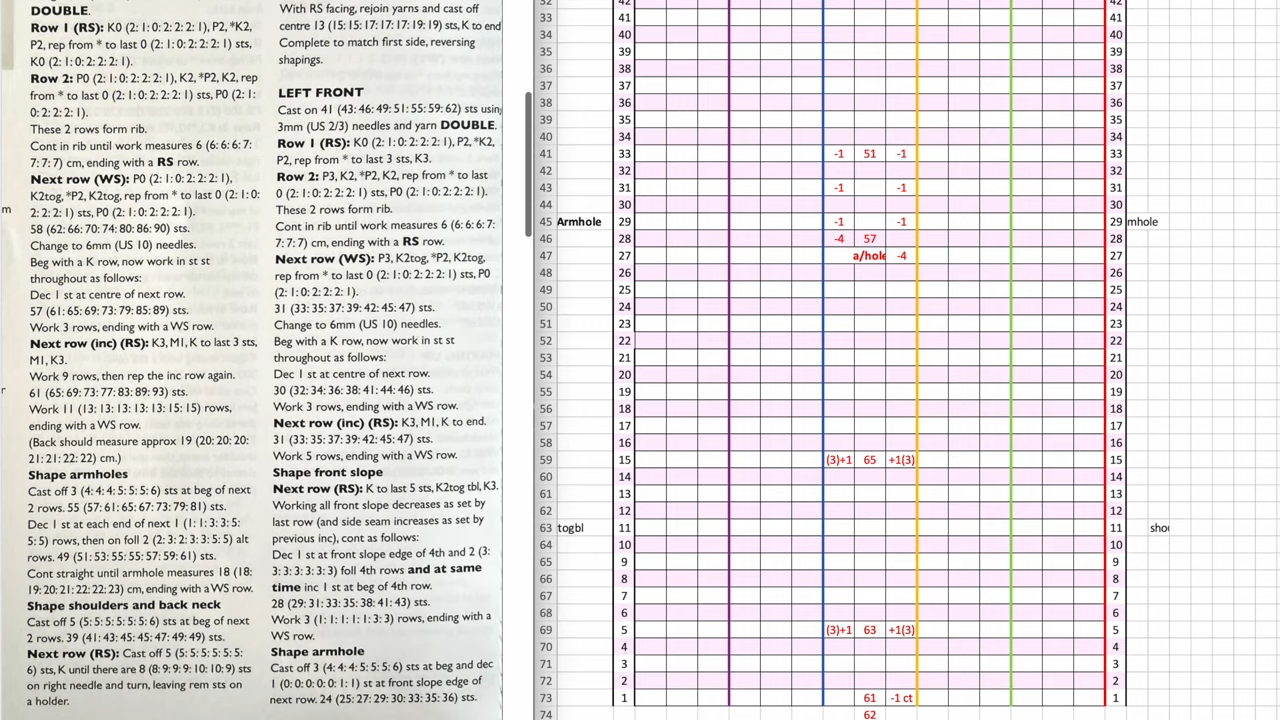 DOUBLE.
Row 1 (RS): K0 (2: 1: 0: 2: 2: 2: 1), P2, *K2,
P2, rep from * to last 0 (2: 1: 0: 2: 2: 2: 1) sts,
K0 (2: 1: 0: 2: 2: 2: 1).
Row 2: P0 (2: 1: 0: 2: 2: 2: 1), K2, *P2, K2, rep
from * to last 0 (2: 1: 0: 2: 2: 2: 1) sts, P0 (2: 1:
0: 2: 2: 2: 1).
These 2 rows form rib.
Cont in rib until work measures 6 (6: 6: 6: 7:
7: 7: 7) cm, ending with a RS row.
Next row (WS): P0 (2: 1: 0: 2: 2: 2: 1),
K2tog, *P2, K2tog, rep from * to last 0 (2: 1: 0:
2: 2: 2: 1) sts, P0 (2: 1: 0: 2: 2: 2: 1).
58 (62: 66: 70: 74: 80: 86: 90) sts.
Change to 6mm (US 10) needles.
Beg with a K row, now work in st st
throughout as follows:
Dec 1 st at centre of next row.
57 (61: 65: 69: 73: 79: 85: 89) sts.
Work 3 rows, ending with a WS row.
Next row (inc) (RS): K3, M1, K to last 3 sts,
M1, K3.
Work 9 rows, then rep the inc row again.
61 (65: 69: 73: 77: 83: 89: 93) sts.
Work 11 (13: 13: 13: 13: 13: 15: 15) rows,
ending with a WS row.
(Back should measure approx 19 (20: 20: 20:
21: 21: 22: 22) cm.)
Shape armholes
Cast off 3 (4: 4: 4: 5: 5: 5: 6) sts at beg of next
2 rows. 55 (57: 61: 65: 67: 73: 79: 81) sts.
Dec 1 st at each end of next 1 (1: 1: 3: 3: 5:
5: 5) rows, then on foll 2 (2: 3: 2: 3: 3: 5: 5) alt
rows. 49 (51: 53: 55: 55: 57: 59: 61) sts.
Cont straight until armhole measures 18 (18:
19: 20: 21: 22: 22: 23) cm, ending with a WS row.
Shape shoulders and back neck
Cast off 5 (5: 5: 5: 5: 5: 5: 6) sts at beg of next
2 rows. 39 (41: 43: 45: 45: 47: 49: 49) sts.
Next row (RS): Cast off 5 (5: 5: 5: 5: 5: 5:
6) sts, K until there are 8 (8: 9: 9: 9: 10: 10: 9) sts
on right needle and turn, leaving rem sts on
a holder.
With RS facing, rejoin yarns and cast off
centre 13 (15: 15: 17: 17: 17: 19: 19) sts, K to end
Complete to match first side, reversing
shapings.
LEFT FRONT
Cast on 41 (43: 46: 49: 51: 55: 59: 62) sts usin
3mm (US 2/3) needles and yarn DOUBLE.
Row 1 (RS): K0 (2: 1: 0: 2: 2: 2: 1), P2, *K2,
P2, rep from * to last 3 sts, K3.
Row 2: P3, K2, *P2, K2, rep from * to last
0 (2: 1: 0: 2: 2: 2: 1) sts, P0 (2: 1: 0: 2: 2: 2: 1).
These 2 rows form rib.
Cont in rib until work measures 6 (6: 6: 6: 7:
7: 7: 7) cm, ending with a RS row.
Next row (WS): P3, K2tog, *P2, K2tog,
rep from * to last 0 (2: 1: 0: 2: 2: 2: 1) sts, P0
(2: 1: 0: 2: 2: 2: 1).
31 (33: 35: 37: 39: 42: 45: 47) sts.
Change to 6mm (US 10) needles.
Beg with a K row, now work in st st
throughout as follows:
Dec 1 st at centre of next row.
30 (32: 34: 36: 38: 41: 44: 46) sts.
Work 3 rows, ending with a WS row.
Next row (inc) (RS): K3, M1, K to end.
31 (33: 35: 37: 39: 42: 45: 47) sts.
Work 5 rows, ending with a WS row.
Shape front slope
Next row (RS): K to last 5 sts, K2tog tbl, K3.
Working all front slope decreases as set by
last row (and side seam increases as set by
previous inc), cont as follows:
Dec 1 st at front slope edge of 4th and 2 (3:
3: 3: 3: 3: 3: 3) foll 4th rows and at same
time inc 1 st at beg of 4th row.
28 (29: 31: 33: 35: 38: 41: 43) sts.
Work 3 (1: 1: 1: 1: 1: 3: 3) rows, ending with a
WS row.
Shape armhole
Cast off 3 (4: 4: 4: 5: 5: 5: 6) sts at beg and dec
1 (0: 0: 0: 0: 0: 1: 1) st at front slope edge of
next row. 24 (25: 27: 29: 30: 33: 35: 36) sts.
32 42 42
33 41 41
34 40 40
35 39 39
36 38 38
37 37 37
38 36 36
39 35 35
40 34 34
41 33 -1 51 -1 33
42 32 32
43 31 -1 -1 31
44 30 30
45 Armhole 29 -1 -1 29 mhole
46 28 -4 57 28
47 27 a/hole -4 27
48 26 26
49 25 25
50 24 24
51 23 23
52 22 22
53 21 21
54 20 20
55 19 19
56 18 18
57 17 17
58 16 16
59 15 (3)+1 65 +1(3) 15
60 14 14
61 13 13
62 12 12
63 togbl 11 11 shou
64 10 10
65 9 9
66 8 8
67 7 7
68 6 6
69 5 (3)+1 63 +1(3) 5
70 4 4
71 3 3
72 2 2
73 1 61 -1 ct 1
74 62